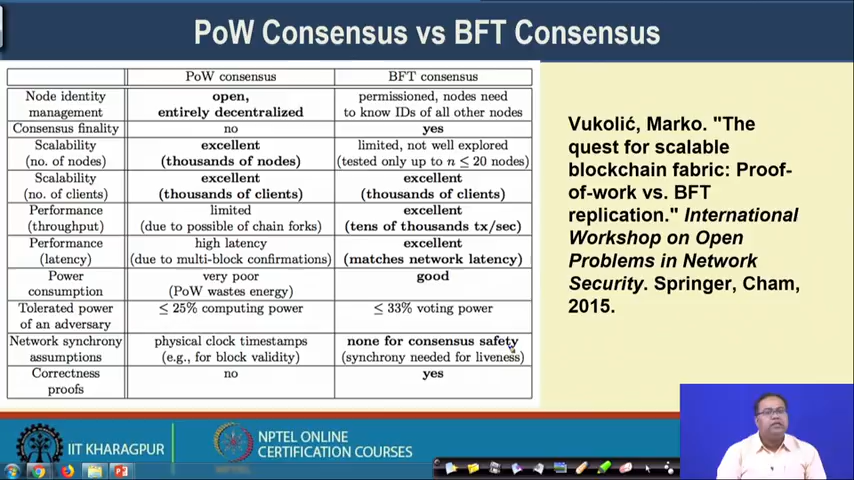 PoW Consensus vs BFT Consensus
PoW consensus BFT consensus
Node identity open, permissioned, nodes need
management entirely decentralized to know IDs of all other nodes
Consensus finality no yes
Scalability excellent limited, not well explored
(no. of nodes) (thousands of nodes) (tested only up to n ≤ 20 nodes)
Scalability excellent excellent
(no. of clients) (thousands of clients) (thousands of clients)
Performance limited excellent
(throughput) (due to possible of chain forks) (tens of thousands tx/sec)
Performance high latency excellent
(latency) (due to multi-block confirmations) (matches network latency)
Power very poor good
consumption (PoW wastes energy)
Tolerated power ≤ 25% computing power ≤ 33% voting power
of an adversary
Network synchrony physical clock timestamps none for consensus safety
assumptions (e.g., for block validity) (synchrony needed for liveness)
Correctness no yes
proofs
Vukolić, Marko. "The
quest for scalable
blockchain fabric: Proof-
of-work vs. BFT
replication." International
Workshop on Open
Problems in Network
Security. Springer, Cham,
2015.
IIT KHARAGPUR
NPTEL ONLINE
CERTIFICATION COURSES